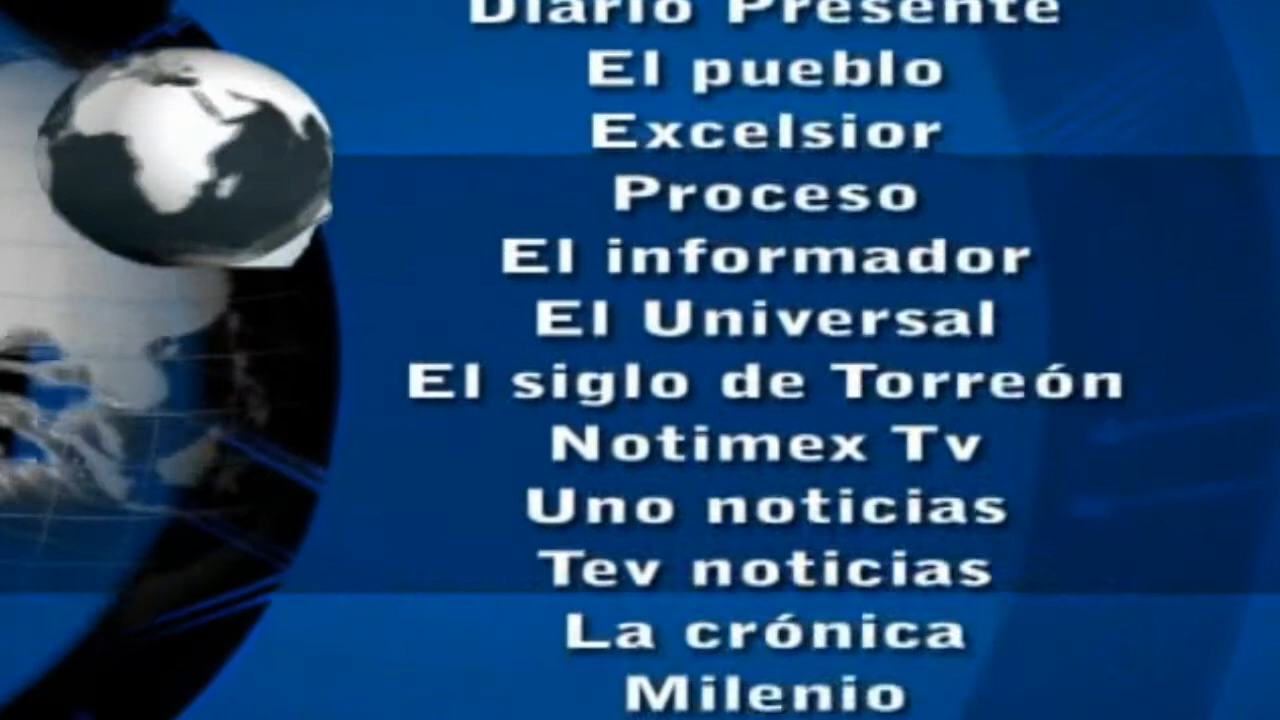 Diario Presente
El pueblo
Excelsior
Proceso
El informador
El Universal
El siglo de Torreón
Notimex Tv
Uno noticias
Tev noticias
La crónica
Milenio